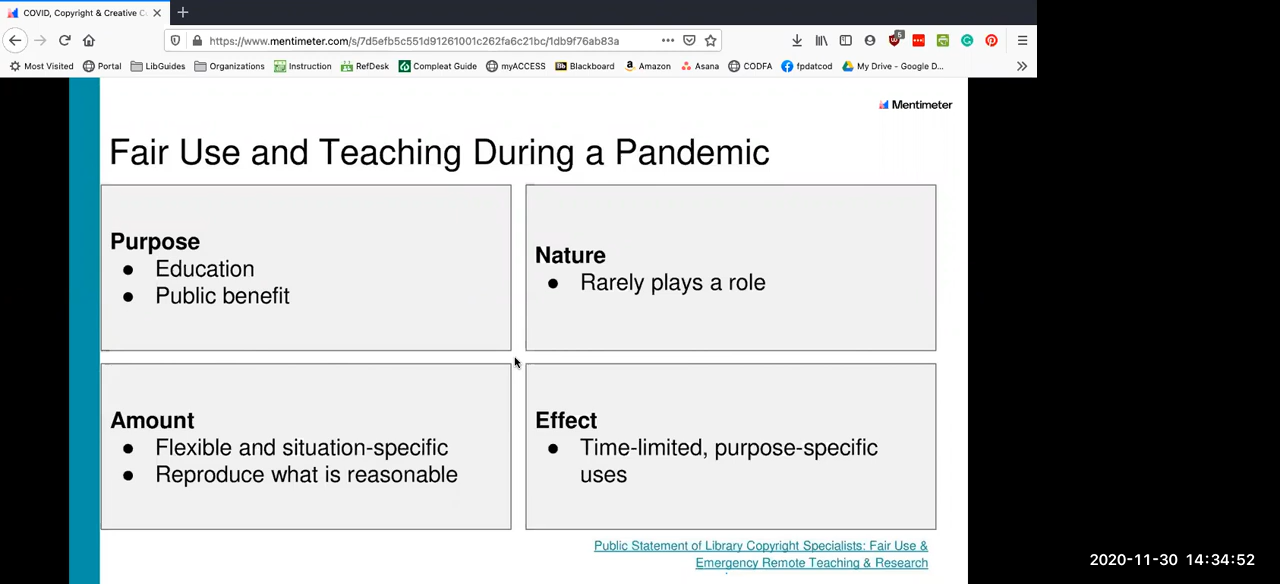 COVID, Copyright & Creative C
https://www.mentimeter.com/s/7d5efb5c551d91261001c262fa6c21bc/1db9f76ab83a
5
Most Visited Portal LibGuides Organizations Instruction RefDesk Compleat Guide myACCESS Bb Blackboard a Amazon Asana CODFA fpdatcod My Drive - Google D...
Mentimeter
Fair Use and Teaching During a Pandemic
Purpose
● Education
● Public benefit
Nature
● Rarely plays a role
Amount
● Flexible and situation-specific
● Reproduce what is reasonable
Effect
● Time-limited, purpose-specific
uses
Public Statement of Library Copyright Specialists: Fair Use &
Emergency Remote Teaching & Research
2020-11-30 14:34:52